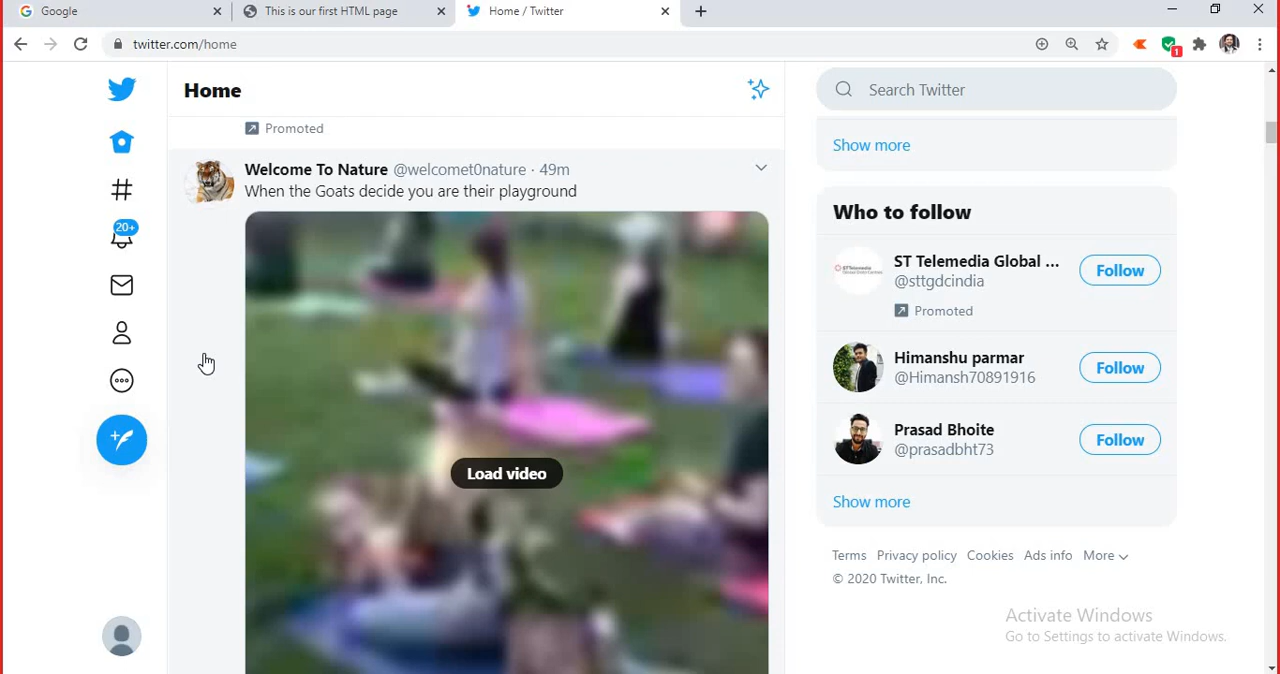 Google
This is our first HTML page
Home / Twitter
twitter.com/home
1
Home
Search Twitter
Promoted
Show more
Welcome To Nature @welcomet0nature · 49m
When the Goats decide you are their playground
Load video
20+
Who to follow
ST Telemedia Global ...
@sttgdcindia
Follow
Promoted
Himanshu parmar
@Himansh70891916
Follow
Prasad Bhoite
@prasadbht73
Follow
Show more
Terms Privacy policy Cookies Ads info More
© 2020 Twitter, Inc.
Activate Windows
Go to Settings to activate Windows.